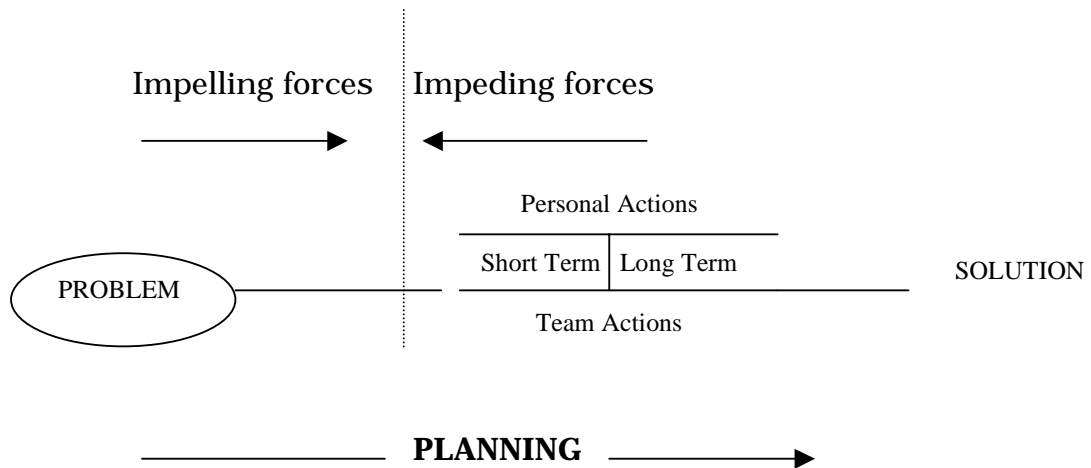 Impelling forces Impeding forces
Personal Actions
Short Term Long Term
PROBLEM
SOLUTION
Team Actions
PLANNING